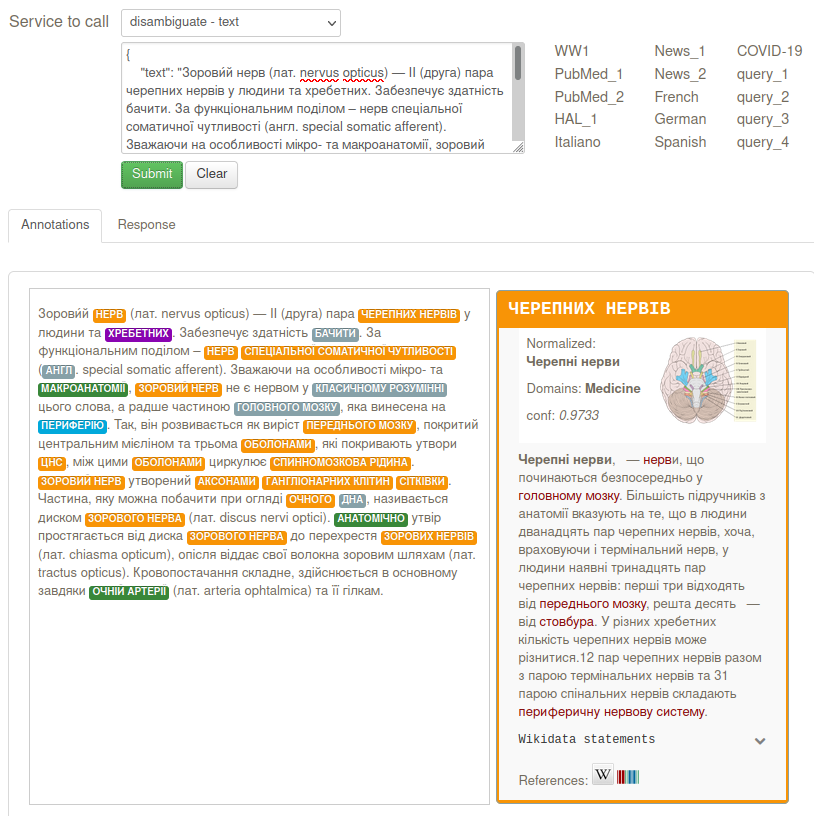 Service to call
disambiguate - text
{
"text": "Зоровий нерв (лат. nervus opticus) — II (друга) пара
черепних нервів у людини та хребетних. Забезпечує здатність
бачити. За функціональним поділом – нерв спеціальної
соматичної чутливості (англ. special somatic afferent).
Зважаючи на особливості мікро- та макроанатомії, зоровий
WW1 News_1 COVID-19
PubMed_1 News_2 query_1
PubMed_2 French query_2
HAL_1 German query_3
Italiano Spanish query_4
Submit Clear
Annotations Response
Зоровий НЕРВ (лат. nervus opticus) — II (друга) пара ЧЕРЕПНИХ НЕРВІВ у
людини та ХРЕБЕТНИХ. Забезпечує здатність БАЧИТИ. За
функціональним поділом – НЕРВ СПЕЦІАЛЬНОЇ СОМАТИЧНОЇ ЧУТЛИВОСТІ
(АНГЛ. special somatic afferent). Зважаючи на особливості мікро- та
МАКРОАНАТОМІЇ, ЗОРОВИЙ НЕРВ не є нервом у КЛАСИЧНОМУ РОЗУМІННІ
цього слова, а радше частиною ГОЛОВНОГО МОЗКУ, яка винесена на
ПЕРИФЕРІЮ. Так, він розвивається як виріст ПЕРЕДНЬОГО МОЗКУ, покритий
центральним мієліном та трьома ОБОЛОНАМИ, які покривають утвори
ЦНС, між цими ОБОЛОНАМИ циркулює СПИННОМОЗКОВА РІДИНА.
ЗОРОВИЙ НЕРВ утворений АКСОНАМИ ГАНГЛІОНАРНИХ КЛІТИН СІТКІВКИ.
Частина, яку можна побачити при огляді ОЧНОГО ДНА, називається
диском ЗОРОВОГО НЕРВА (лат. discus nervi optici). АНАТОМІЧНО утвір
простягається від диска ЗОРОВОГО НЕРВА до перехрестя ЗОРОВИХ НЕРВІВ
(лат. chiasma opticum), опісля віддає свої волокна зоровим шляхам (лат.
tractus opticus). Кровопостачання складне, здійснюється в основному
завдяки ОЧНІЙ АРТЕРІЇ (лат. arteria ophtalmica) та її гілкам.
ЧЕРЕПНИХ НЕРВІВ
Normalized:
Черепні нерви
Domains: Medicine
conf: 0.9733
Черепні нерви, — нерви, що
починаються безпосередньо у
головному мозку. Більшість підручників з
анатомії вказують на те, що в людини
дванадцять пар черепних нервів, хоча,
враховуючи і термінальний нерв, у
людини наявні тринадцять пар
черепних нервів: перші три відходять
від переднього мозку, решта десять —
від стовбура. У різних хребетних
кількість черепних нервів може
різнитися.12 пар черепних нервів разом
з парою термінальних нервів та 31
парою спінальних нервів складають
периферичну нервову систему.
Wikidata statements
References: W